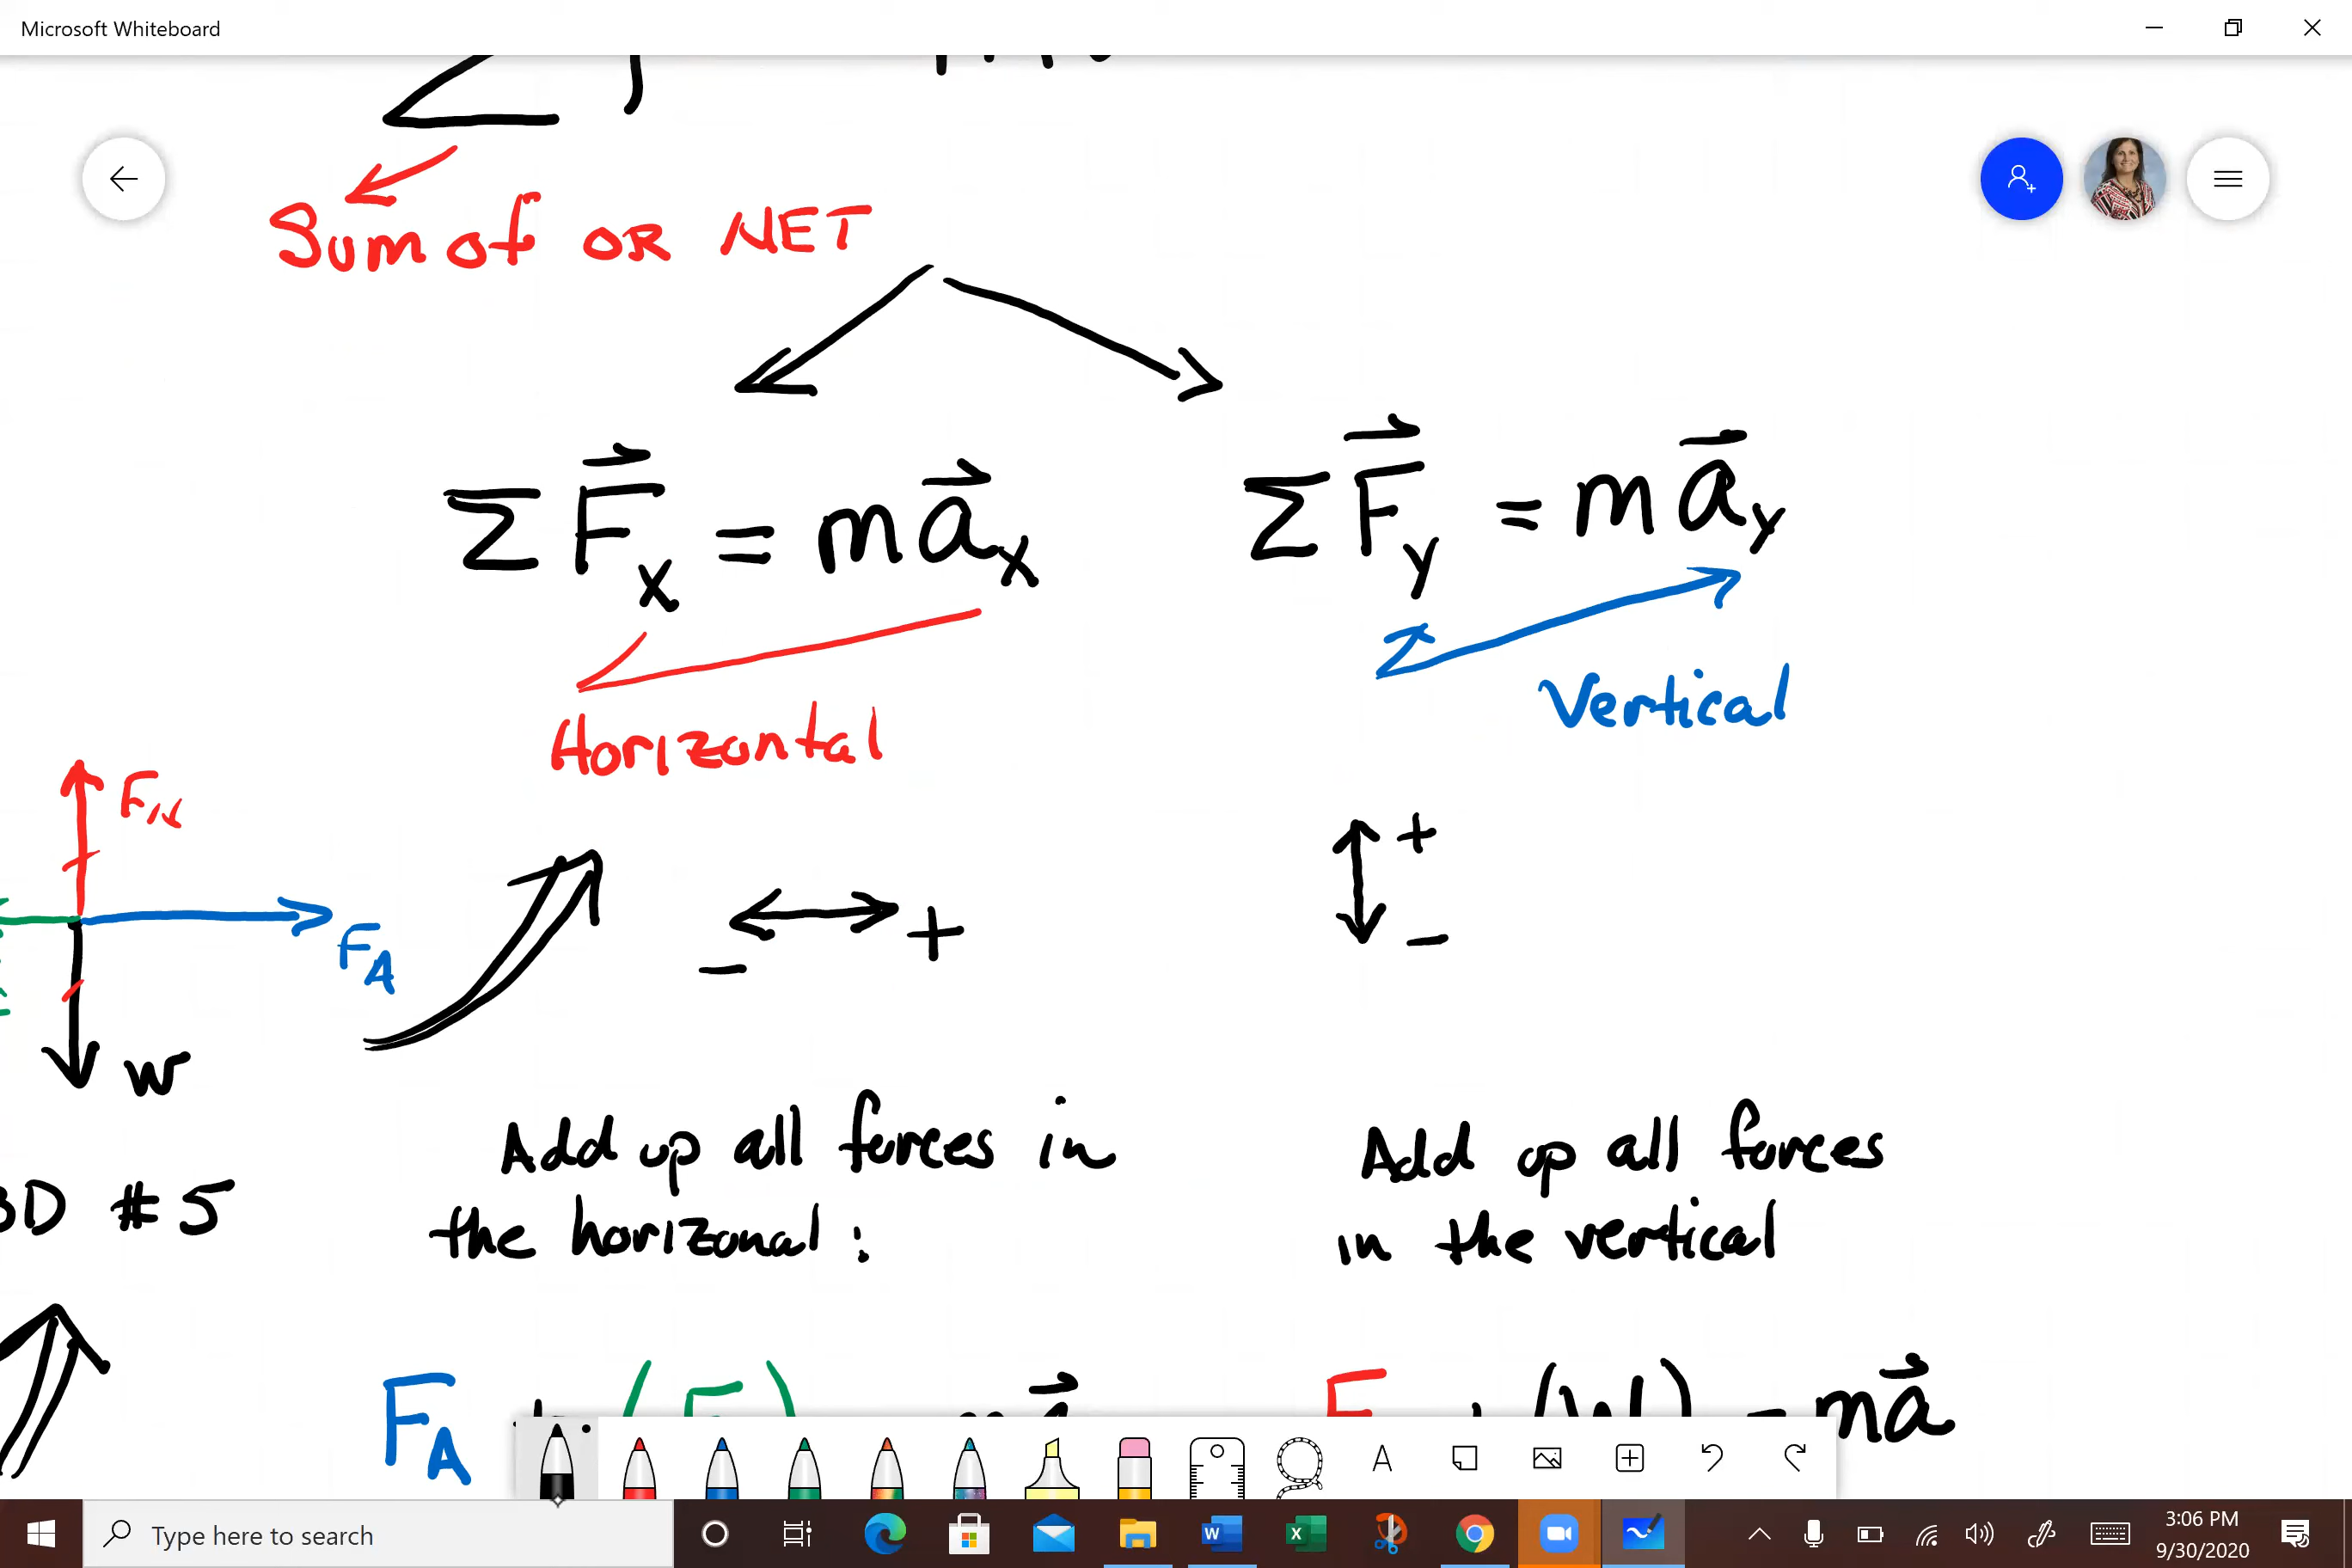 Microsoft Whiteboard
Sum of OR NET
Σ F⃗x = m a⃗x
Σ F⃗y = m a⃗y
Horizontal
Vertical
FN
FA
W
- +
+
-
Add up all forces in
the horizonal :
Add up all forces
in the vertical
BD # 5
FA + (F) = ma⃗
F + (W) = ma⃗
A
Type here to search
3:06 PM
9/30/2020